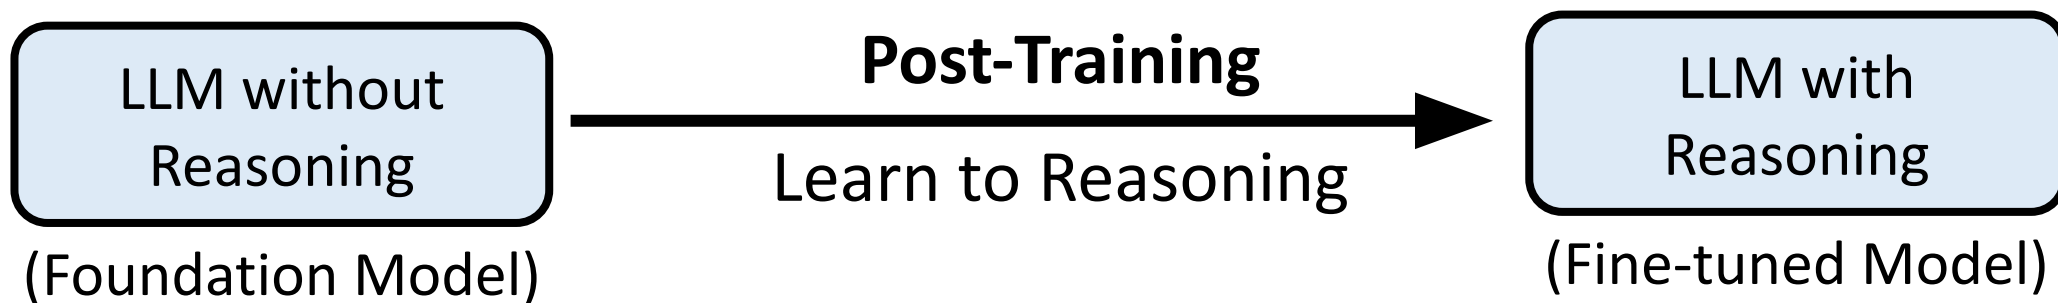 LLM without
Reasoning
(Foundation Model)
Post-Training
Learn to Reasoning
LLM with
Reasoning
(Fine-tuned Model)